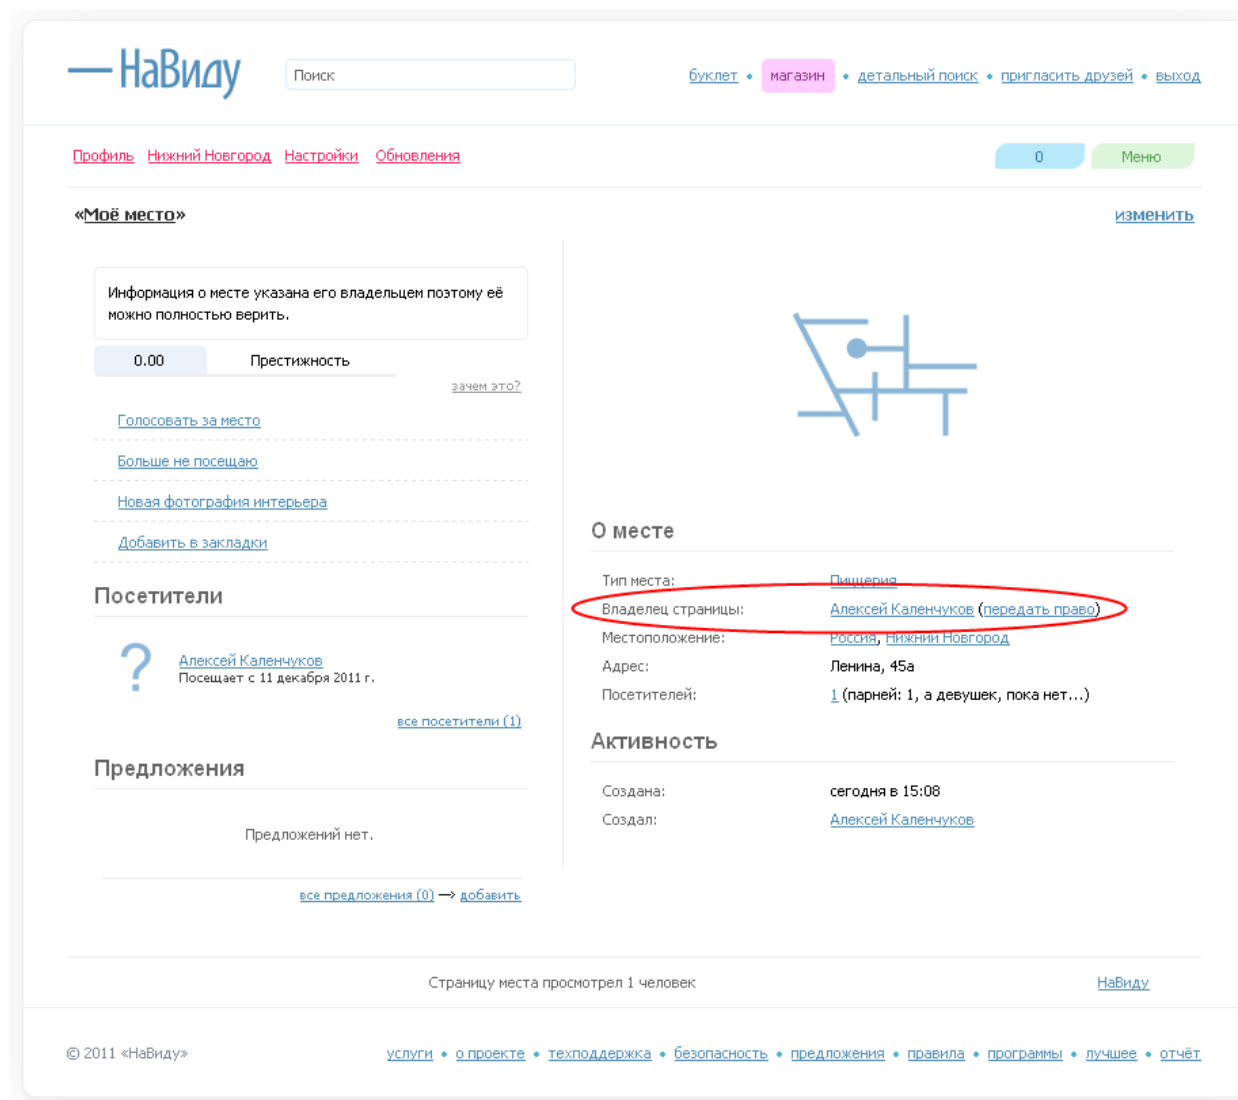 НаВиду
Поиск
буклет • магазин • детальный поиск • пригласить друзей • выход
Профиль Нижний Новгород Настройки Обновления
0 Меню
«Моё место»
изменить
Информация о месте указана его владельцем поэтому её
можно полностью верить.
0.00 Престижность
зачем это?
Голосовать за место
Больше не посещаю
Новая фотография интерьера
Добавить в закладки
Посетители
?
Алексей Каленчуков
Посещает с 11 декабря 2011 г.
все посетители (1)
Предложения
Предложений нет.
все предложения (0) —> добавить
О месте
Тип места: Пиццерия
Владелец страницы: Алексей Каленчуков (передать право)
Местоположение: Россия, Нижний Новгород
Адрес: Ленина, 45а
Посетителей: 1 (парней: 1, а девушек, пока нет...)
Активность
Создана: сегодня в 15:08
Создал: Алексей Каленчуков
Страницу места просмотрел 1 человек
НаВиду
© 2011 «НаВиду»
услуги • о проекте • техподдержка • безопасность • предложения • правила • программы • лучшее • отчёт